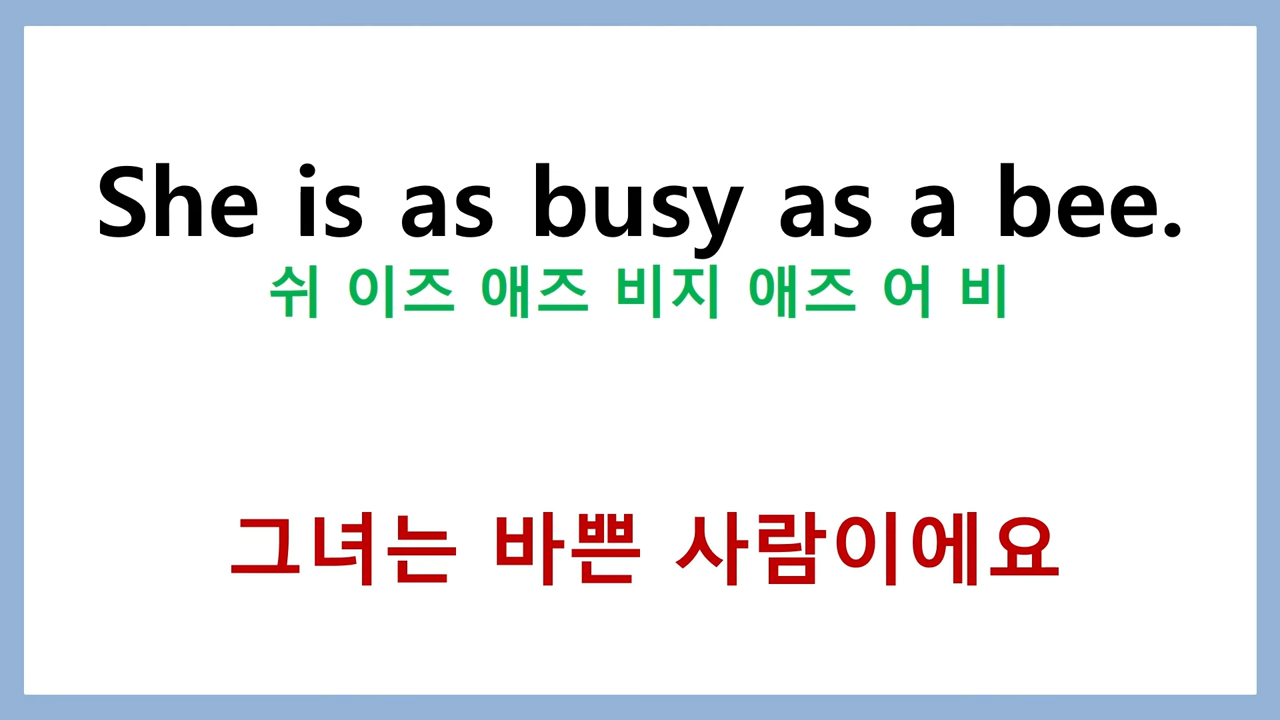 She is as busy as a bee.
쉬 이즈 애즈 비지 애즈 어 비
그녀는 바쁜 사람이에요